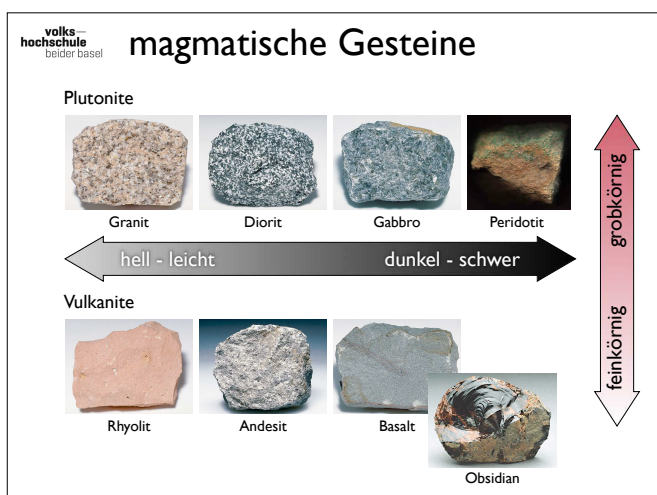 volks–
hochschule
beider basel
magmatische Gesteine
Plutonite
Granit
Diorit
Gabbro
Peridotit
hell - leicht
dunkel - schwer
Vulkanite
Rhyolit
Andesit
Basalt
Obsidian
grobkörnig
feinkörnig